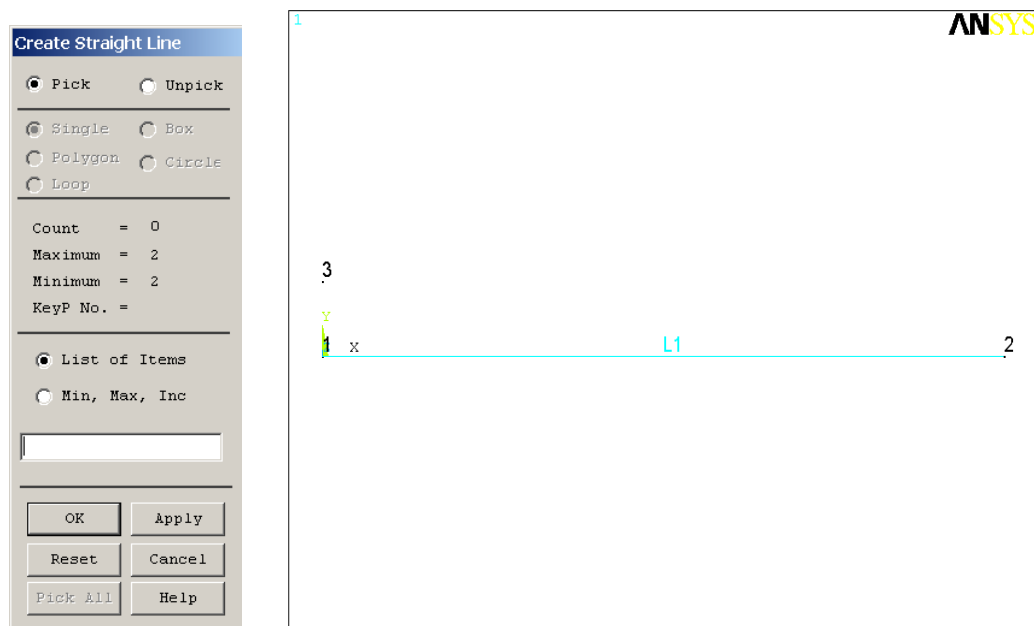 Create Straight Line
Pick Unpick
Single Box
Polygon Circle
Loop
Count = 0
Maximum = 2
Minimum = 2
KeyP No. =
List of Items
Min, Max, Inc
OK Apply
Reset Cancel
Pick All Help
1
ANSYS
3
Y
1 X L1 2